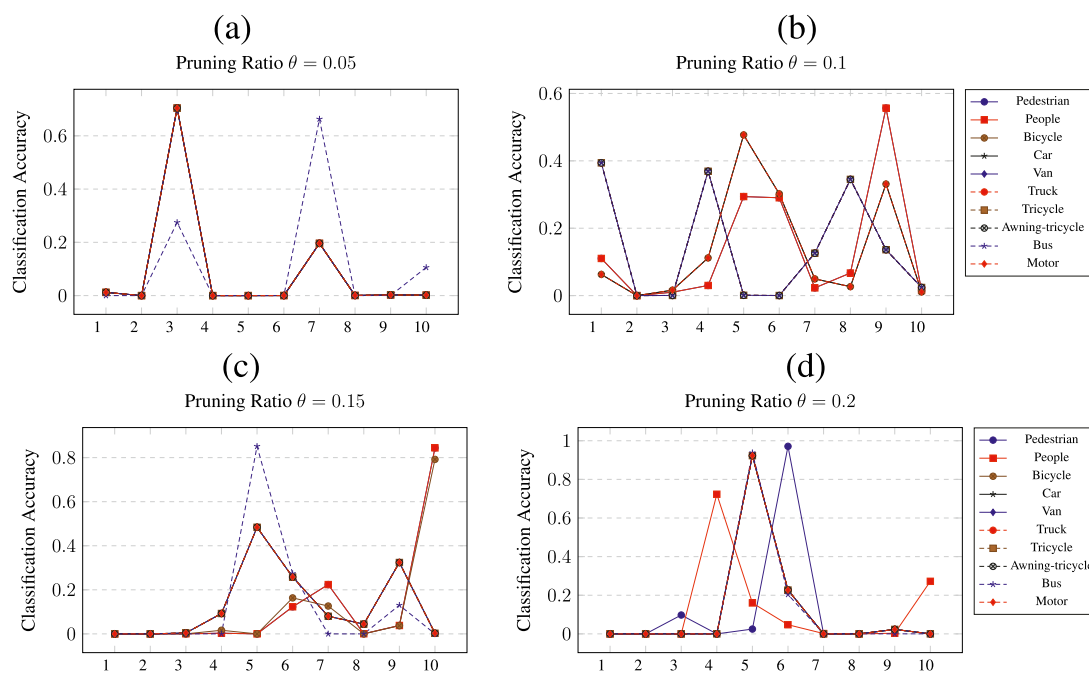 (a)
Pruning Ratio θ = 0.05
Classification Accuracy
0.6
0.4
0.2
0
1 2 3 4 5 6 7 8 9 10
(b)
Pruning Ratio θ = 0.1
Classification Accuracy
0.6
0.4
0.2
0
1 2 3 4 5 6 7 8 9 10
Pedestrian
People
Bicycle
Car
Van
Truck
Tricycle
Awning-tricycle
Bus
Motor
(c)
Pruning Ratio θ = 0.15
Classification Accuracy
0.8
0.6
0.4
0.2
0
1 2 3 4 5 6 7 8 9 10
(d)
Pruning Ratio θ = 0.2
Classification Accuracy
1
0.8
0.6
0.4
0.2
0
1 2 3 4 5 6 7 8 9 10
Pedestrian
People
Bicycle
Car
Van
Truck
Tricycle
Awning-tricycle
Bus
Motor